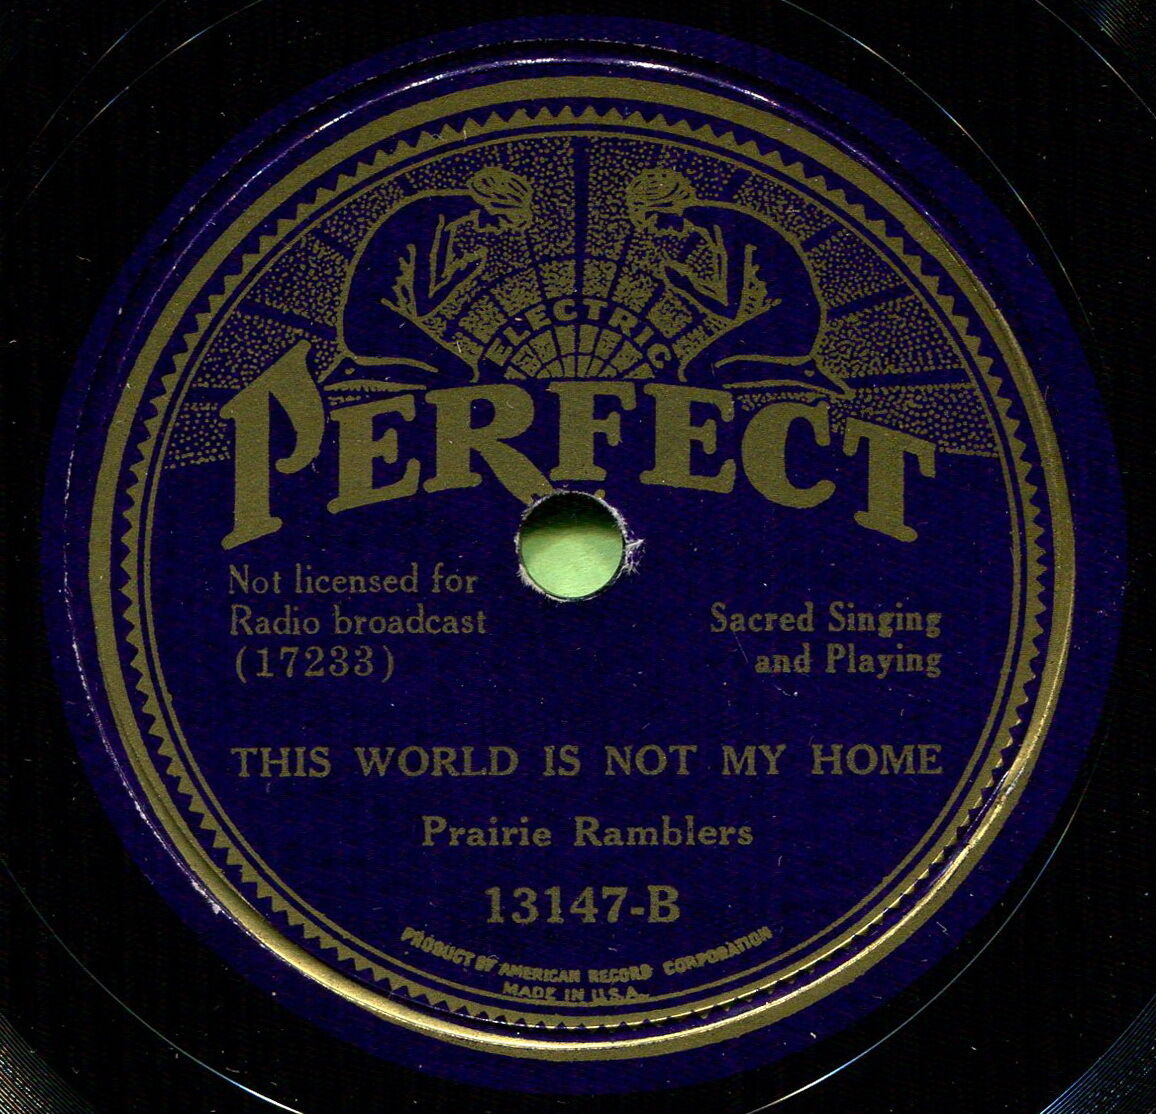 ELECTRIC
PERFECT
Not licensed for
Radio broadcast
(17233)
Sacred Singing
and Playing
THIS WORLD IS NOT MY HOME
Prairie Ramblers
13147-B
PRODUCT OF AMERICAN RECORD CORPORATION
MADE IN U.S.A.